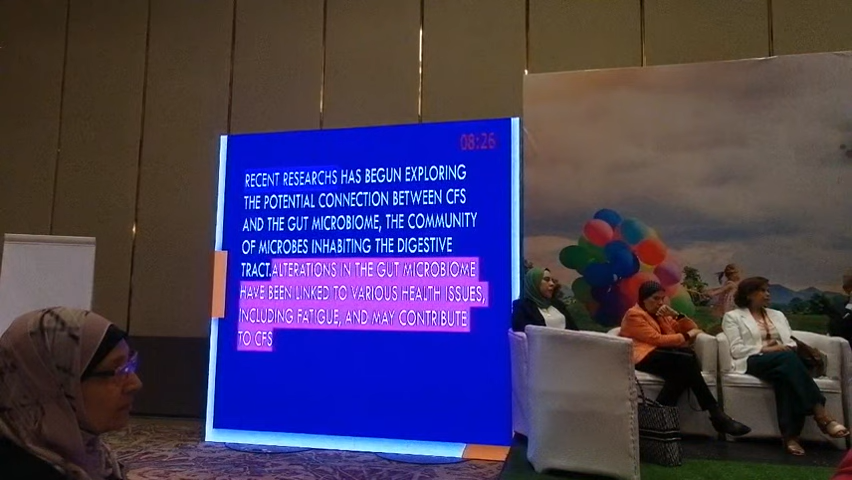 08:26
RECENT RESEARCHS HAS BEGUN EXPLORING
THE POTENTIAL CONNECTION BETWEEN CFS
AND THE GUT MICROBIOME, THE COMMUNITY
OF MICROBES INHABITING THE DIGESTIVE
TRACT.ALTERATIONS IN THE GUT MICROBIOME
HAVE BEEN LINKED TO VARIOUS HEALTH ISSUES,
INCLUDING FATIGUE, AND MAY CONTRIBUTE
TO CFS